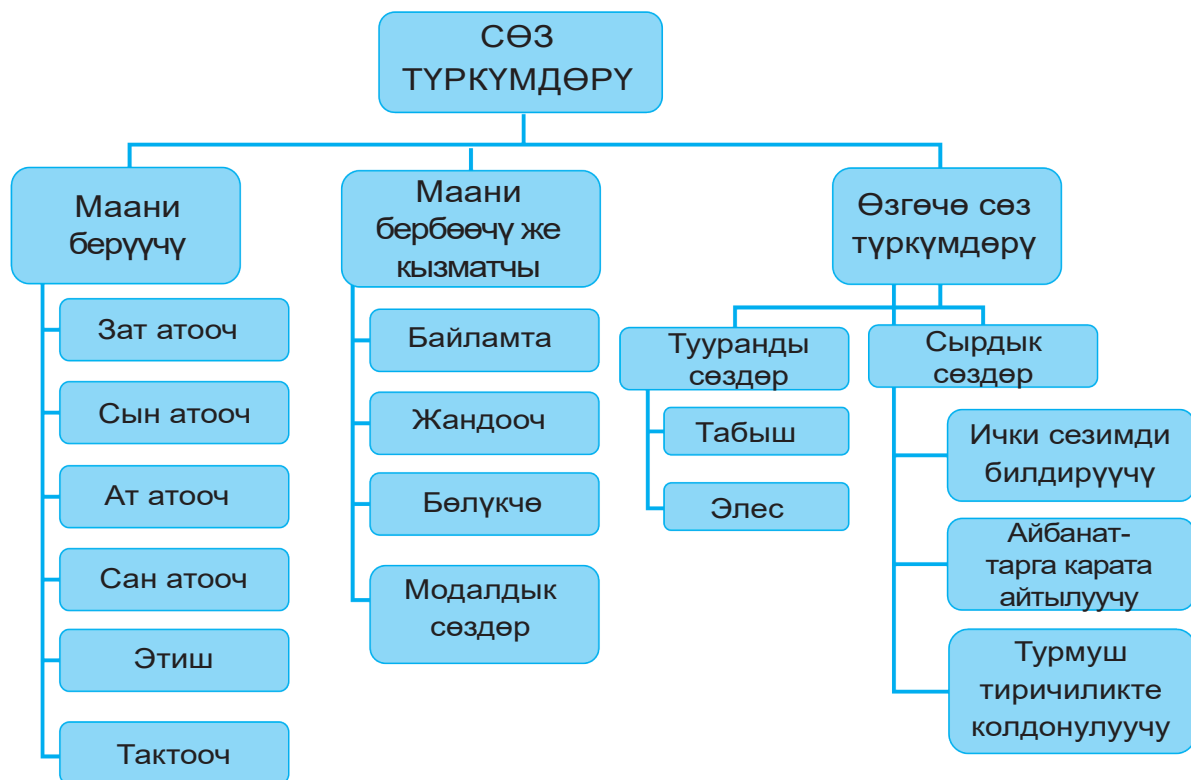 СӨЗ
ТҮРКҮМДӨРҮ
Маани
берүүчү
Зат атооч
Сын атооч
Ат атооч
Сан атооч
Этиш
Тактооч
Маани
бербөөчү же
кызматчы
Байламта
Жандооч
Бөлүкчө
Модалдык
сөздөр
Өзгөчө сөз
түркүмдөрү
Тууранды
сөздөр
Табыш
Элес
Сырдык
сөздөр
Ички сезимди
билдирүүчү
Айбанат-
тарга карата
айтылуучу
Турмуш
тиричиликте
колдонулуучу